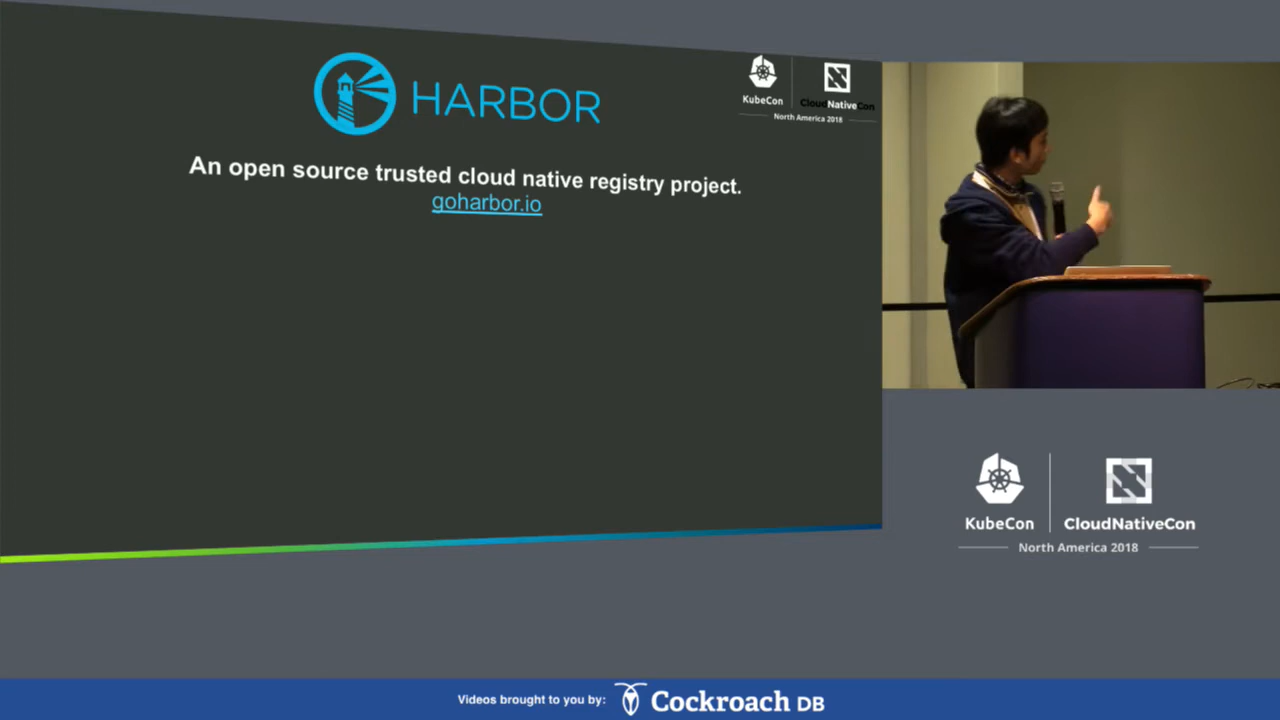 HARBOR
KubeCon
CloudNativeCon
North America 2018
An open source trusted cloud native registry project.
goharbor.io
KubeCon
CloudNativeCon
North America 2018
Videos brought to you by:
Cockroach DB